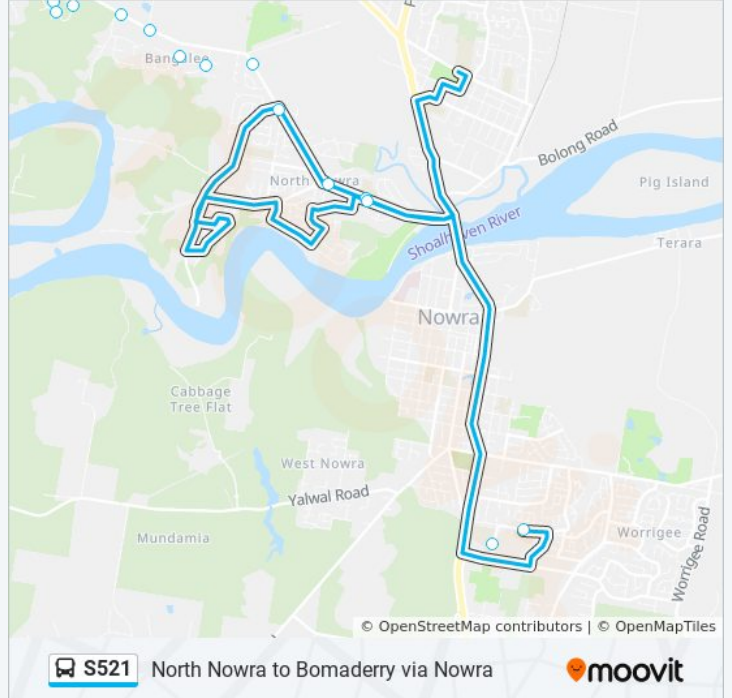 F
Bangalee
Bolong Road
North Nowra
Pig Island
Shoalhaven River
Terara
Nowra
Cabbage
Tree Flat
West Nowra
Yalwal Road
Mundamia
Worrigee
Worrigee Road
© OpenStreetMap contributors | © OpenMapTiles
S521 North Nowra to Bomaderry via Nowra
moovit